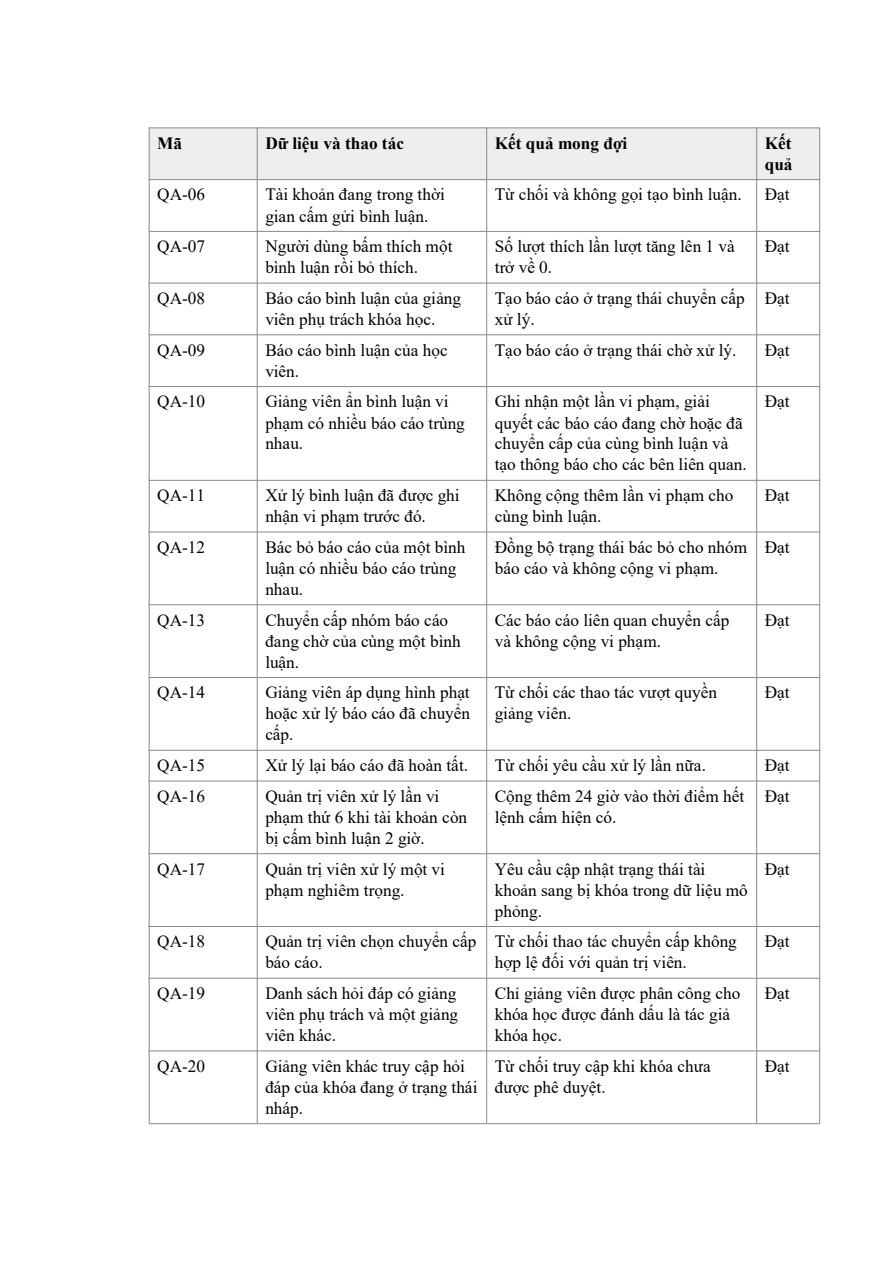 Mã Dữ liệu và thao tác Kết quả mong đợi Kết
quả
QA-06 Tài khoản đang trong thời Từ chối và không gọi tạo bình luận. Đạt
gian cấm gửi bình luận.
QA-07 Người dùng bấm thích một Số lượt thích lần lượt tăng lên 1 và Đạt
bình luận rồi bỏ thích. trở về 0.
QA-08 Báo cáo bình luận của giảng Tạo báo cáo ở trạng thái chuyển cấp Đạt
viên phụ trách khóa học. xử lý.
QA-09 Báo cáo bình luận của học Tạo báo cáo ở trạng thái chờ xử lý. Đạt
viên.
QA-10 Giảng viên ẩn bình luận vi Ghi nhận một lần vi phạm, giải Đạt
phạm có nhiều báo cáo trùng quyết các báo cáo đang chờ hoặc đã
nhau. chuyển cấp của cùng bình luận và
tạo thông báo cho các bên liên quan.
QA-11 Xử lý bình luận đã được ghi Không cộng thêm lần vi phạm cho Đạt
nhận vi phạm trước đó. cùng bình luận.
QA-12 Bác bỏ báo cáo của một bình Đồng bộ trạng thái bác bỏ cho nhóm Đạt
luận có nhiều báo cáo trùng báo cáo và không cộng vi phạm.
nhau.
QA-13 Chuyển cấp nhóm báo cáo Các báo cáo liên quan chuyển cấp Đạt
đang chờ của cùng một bình và không cộng vi phạm.
luận.
QA-14 Giảng viên áp dụng hình phạt Từ chối các thao tác vượt quyền Đạt
hoặc xử lý báo cáo đã chuyển giảng viên.
cấp.
QA-15 Xử lý lại báo cáo đã hoàn tất. Từ chối yêu cầu xử lý lần nữa. Đạt
QA-16 Quản trị viên xử lý lần vi Cộng thêm 24 giờ vào thời điểm hết Đạt
phạm thứ 6 khi tài khoản còn lệnh cấm hiện có.
bị cấm bình luận 2 giờ.
QA-17 Quản trị viên xử lý một vi Yêu cầu cập nhật trạng thái tài Đạt
phạm nghiêm trọng. khoản sang bị khóa trong dữ liệu mô
phỏng.
QA-18 Quản trị viên chọn chuyển cấp Từ chối thao tác chuyển cấp không Đạt
báo cáo. hợp lệ đối với quản trị viên.
QA-19 Danh sách hỏi đáp có giảng Chỉ giảng viên được phân công cho Đạt
viên phụ trách và một giảng khóa học được đánh dấu là tác giả
viên khác. khóa học.
QA-20 Giảng viên khác truy cập hỏi Từ chối truy cập khi khóa chưa Đạt
đáp của khóa đang ở trạng thái được phê duyệt.
nháp.